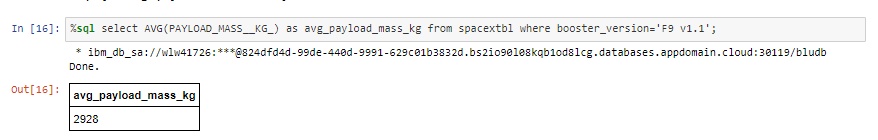 In [16]: %sql select AVG(PAYLOAD_MASS__KG_) as avg_payload_mass_kg from spacextbl where booster_version='F9 v1.1';
* ibm_db_sa://wlw41726:***@824dfd4d-99de-440d-9991-629c01b3832d.bs2io90l08kqb1od8lcg.databases.appdomain.cloud:30119/bludb
Done.
Out[16]: avg_payload_mass_kg
2928